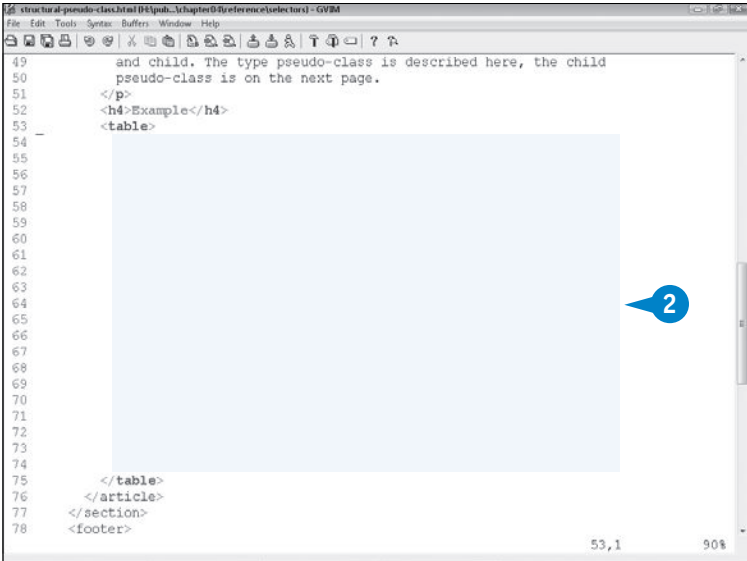 structural-pseudo-class.html (H:\pub...\chapter04\reference\selectors) - GVIM
File Edit Tools Syntax Buffers Window Help
49 and child. The type pseudo-class is described here, the child
50 pseudo-class is on the next page.
51 </p>
52 <h4>Example</h4>
53 <table>
54
55
56
57
58
59
60
61
62
63
64
65
66
67
68
69
70
71
72
73
74
2
75 </table>
76 </article>
77 </section>
78 <footer>
53,1 90%